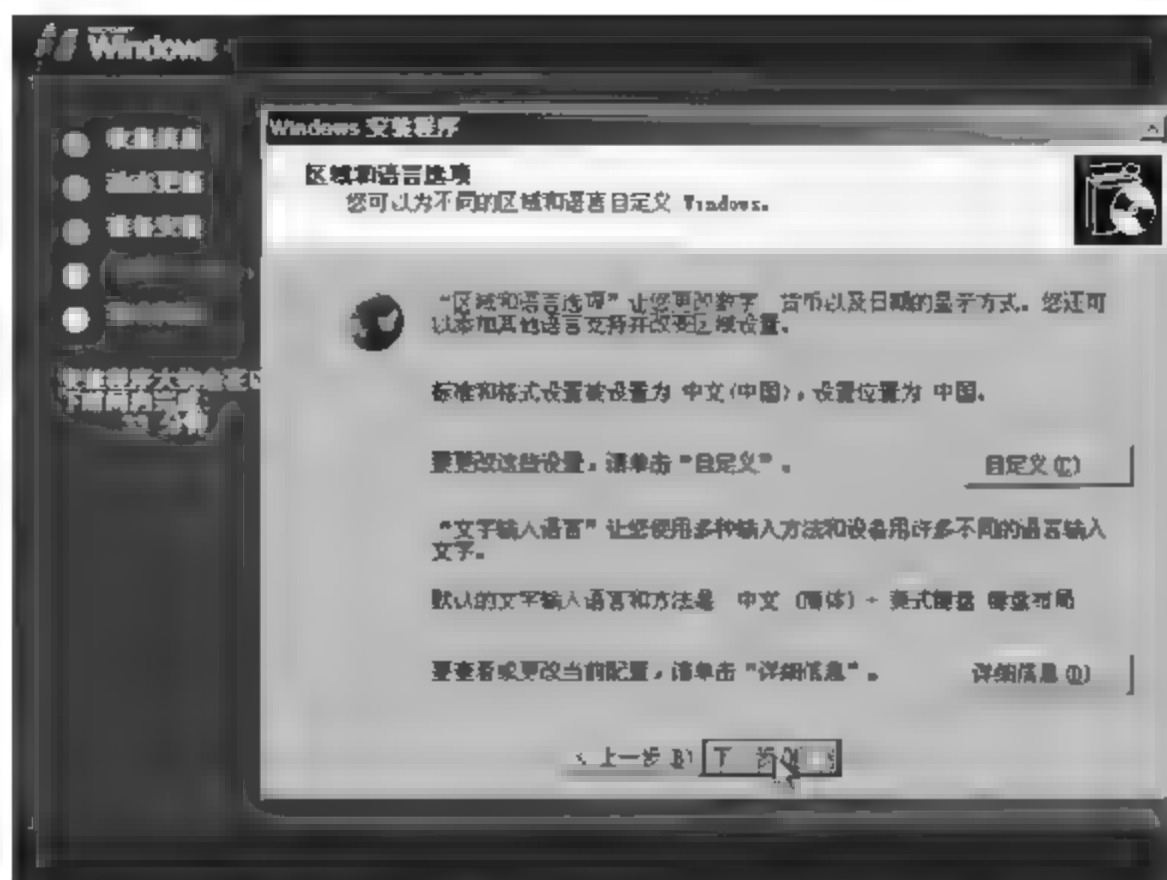 Windows
Windows 安装程序
区域和语言选项
您可以为不同的区域和语言自定义 Windows。
“区域和语言选项”让您更改数字、货币以及日期的显示方式。您还可
以添加其他语言支持并改变区域设置。
标准和格式设置被设置为 中文(中国)，设置位置为 中国。
要更改这些设置，请单击“自定义”。
自定义(C)
“文字输入语言”让您使用多种输入方法和设备用许多不同的语言输入
文字。
默认的文字输入语言和方法是 中文 (简体) - 美式键盘 键盘布局
要查看或更改当前配置，请单击“详细信息”。
详细信息(D)
< 上一步(B)
下一步(N) >